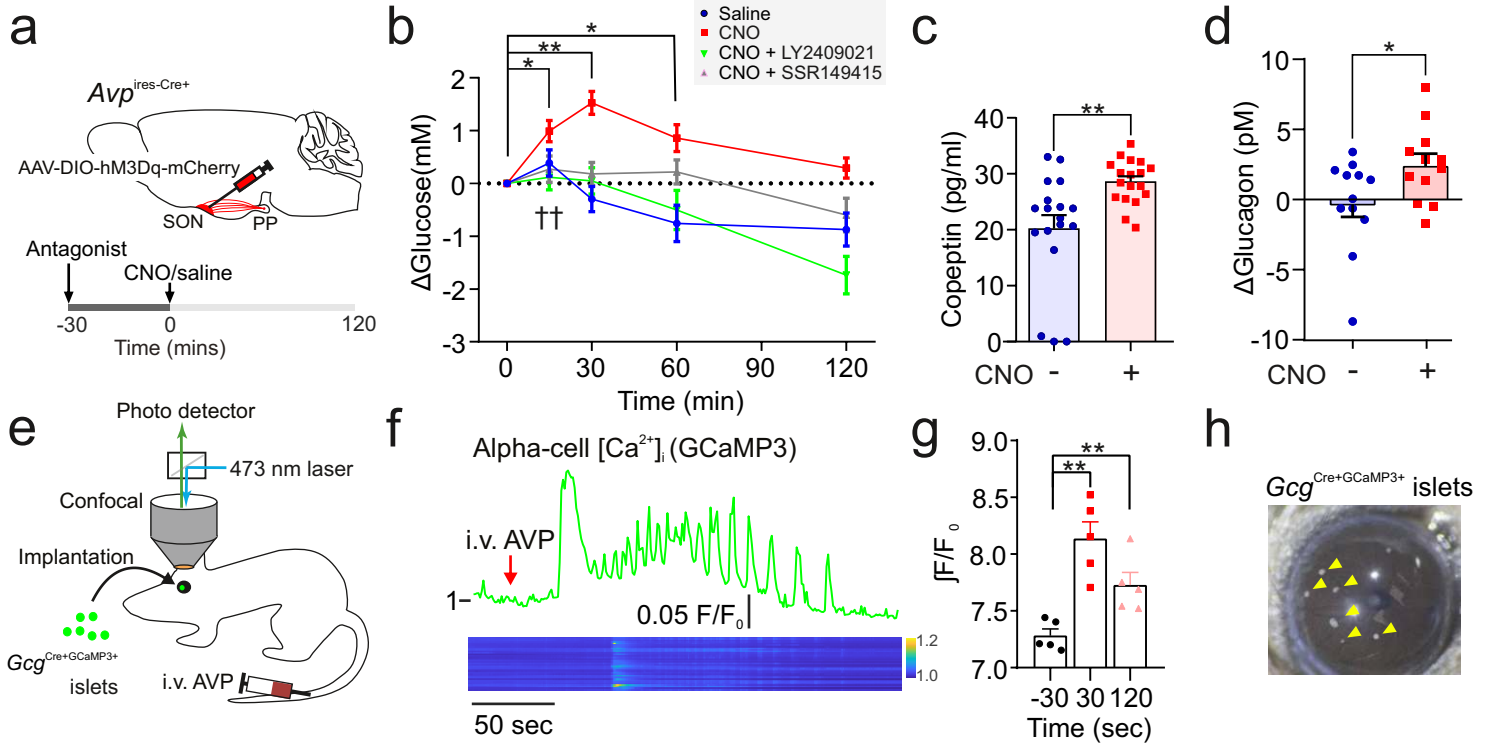 a
Avp^ires-Cre+
AAV-DIO-hM3Dq-mCherry
SON
PP
Antagonist
CNO/saline
-30
0
120
Time (mins)
b
Saline
CNO
CNO + LY2409021
CNO + SSR149415
*
**
*
††
ΔGlucose(mM)
2
1
0
-1
-2
-3
0
30
60
90
120
Time (min)
c
**
Copeptin (pg/ml)
40
30
20
10
0
CNO
-
+
d
*
ΔGlucagon (pM)
10
5
0
-5
-10
CNO
-
+
e
Photo detector
473 nm laser
Confocal
Implantation
Gcg^Cre+GCaMP3+
islets
i.v. AVP
f
Alpha-cell [Ca²⁺]ᵢ (GCaMP3)
i.v. AVP
1
0.05 F/F₀
1.2
1.0
50 sec
g
**
**
∫F/F₀
9.0
8.5
8.0
7.5
7.0
-30
30
120
Time (sec)
h
Gcg^Cre+GCaMP3+ islets